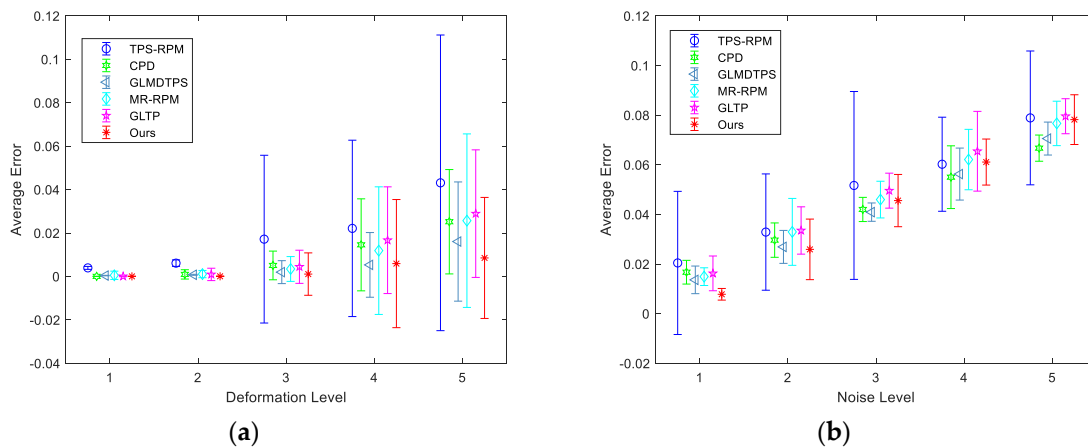 0.12
0.1
0.08
0.06
0.04
0.02
0
-0.02
-0.04
Average Error
TPS-RPM
CPD
GLMDTPS
MR-RPM
GLTP
Ours
1 2 3 4 5
Deformation Level
(a)
0.12
0.1
0.08
0.06
0.04
0.02
0
-0.02
Average Error
TPS-RPM
CPD
GLMDTPS
MR-RPM
GLTP
Ours
1 2 3 4 5
Noise Level
(b)